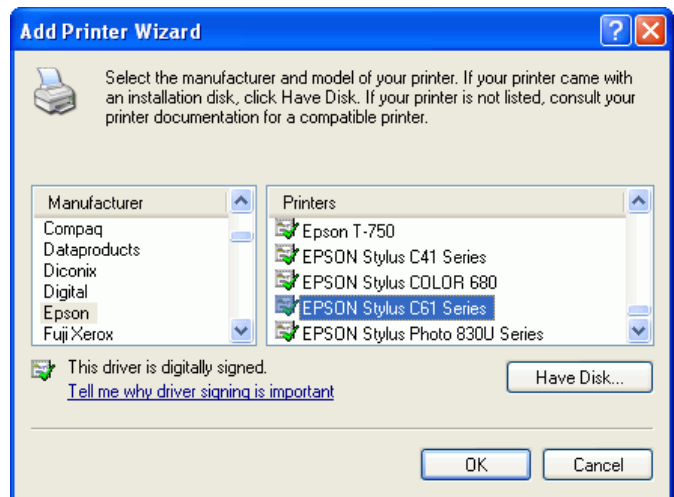 Add Printer Wizard
Select the manufacturer and model of your printer. If your printer came with
an installation disk, click Have Disk. If your printer is not listed, consult your
printer documentation for a compatible printer.
Manufacturer
Compaq
Dataproducts
Diconix
Digital
Epson
Fuji Xerox
Printers
Epson T-750
EPSON Stylus C41 Series
EPSON Stylus COLOR 680
EPSON Stylus C61 Series
EPSON Stylus Photo 830U Series
This driver is digitally signed.
Tell me why driver signing is important
Have Disk...
OK
Cancel